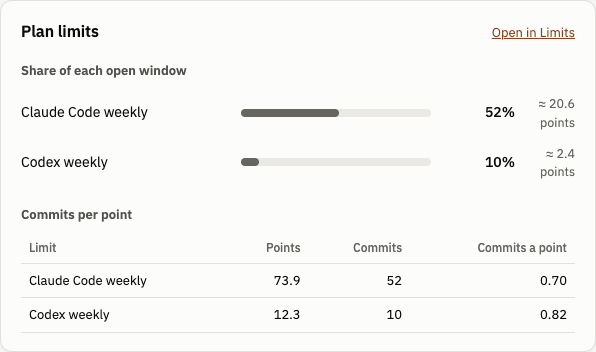 Plan limits
Open in Limits
Share of each open window
Claude Code weekly 52% ≈ 20.6 points
Codex weekly 10% ≈ 2.4 points
Commits per point
Limit Points Commits Commits a point
Claude Code weekly 73.9 52 0.70
Codex weekly 12.3 10 0.82